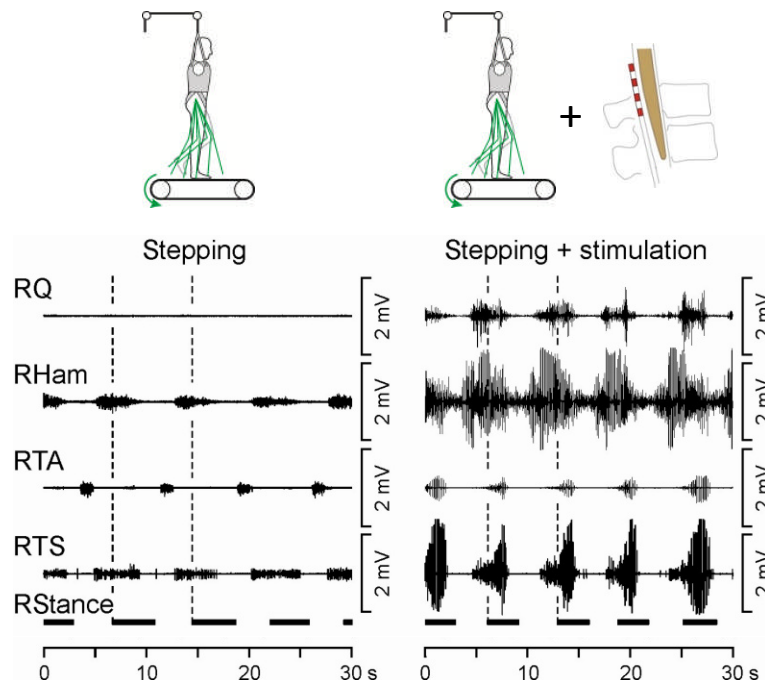 +
Stepping
Stepping + stimulation
RQ
2 mV
2 mV
RHam
2 mV
2 mV
RTA
2 mV
2 mV
RTS
2 mV
2 mV
RStance
0 10 20 30 s
0 10 20 30 s